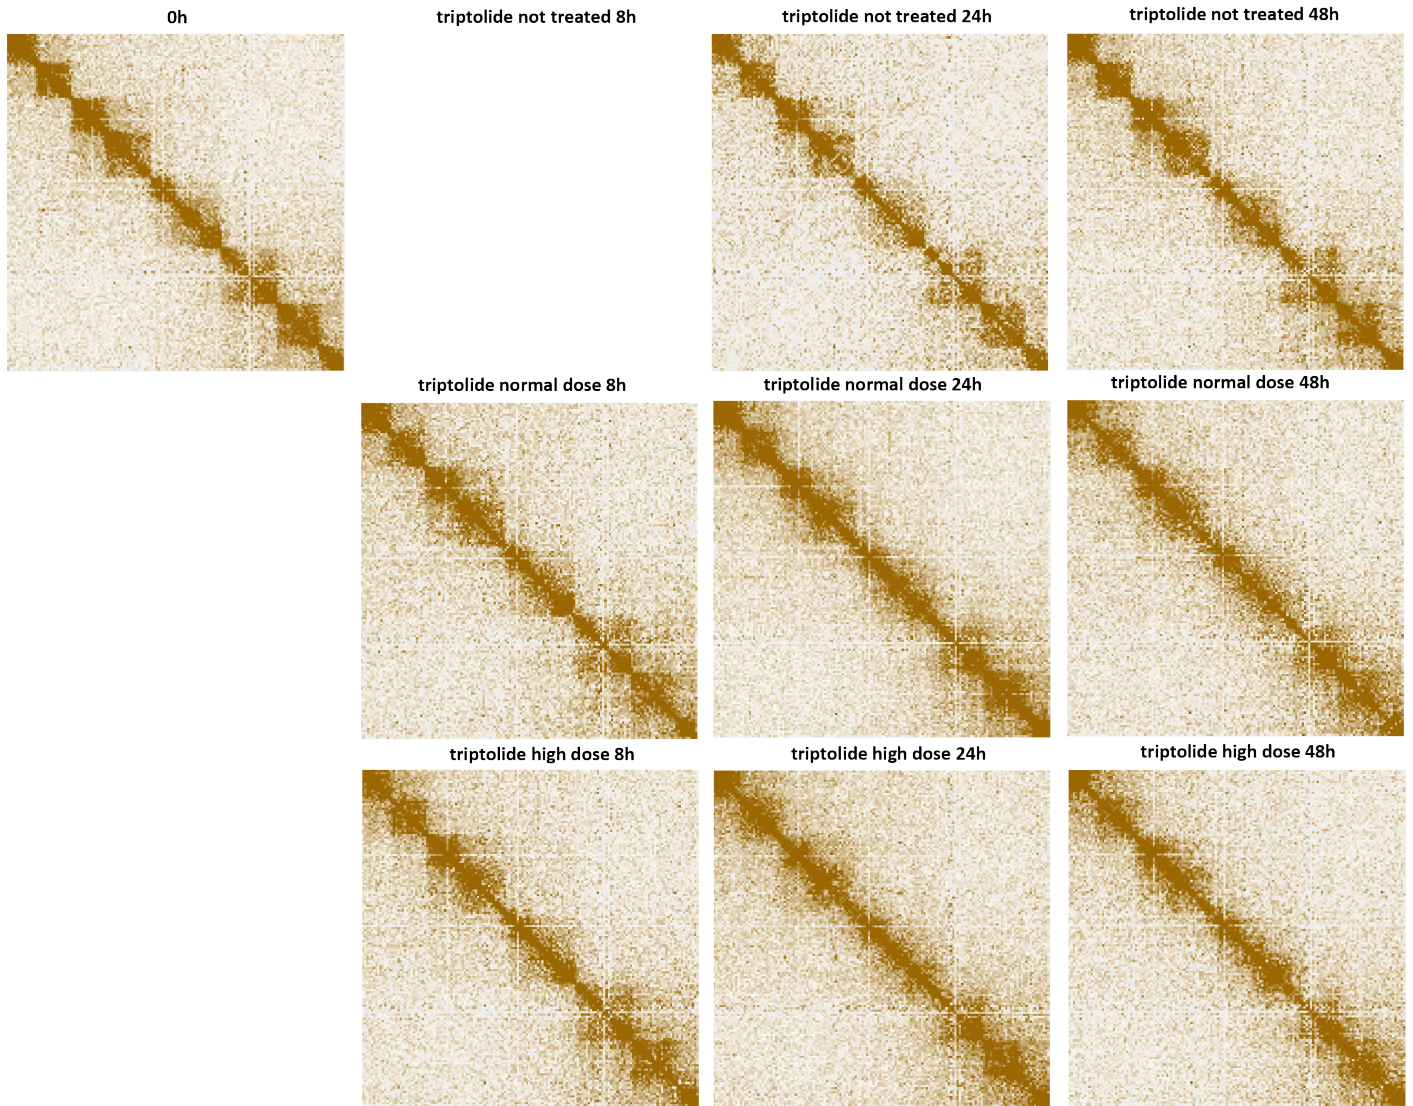 0h
triptolide not treated 8h
triptolide not treated 24h
triptolide not treated 48h
triptolide normal dose 8h
triptolide normal dose 24h
triptolide normal dose 48h
triptolide high dose 8h
triptolide high dose 24h
triptolide high dose 48h